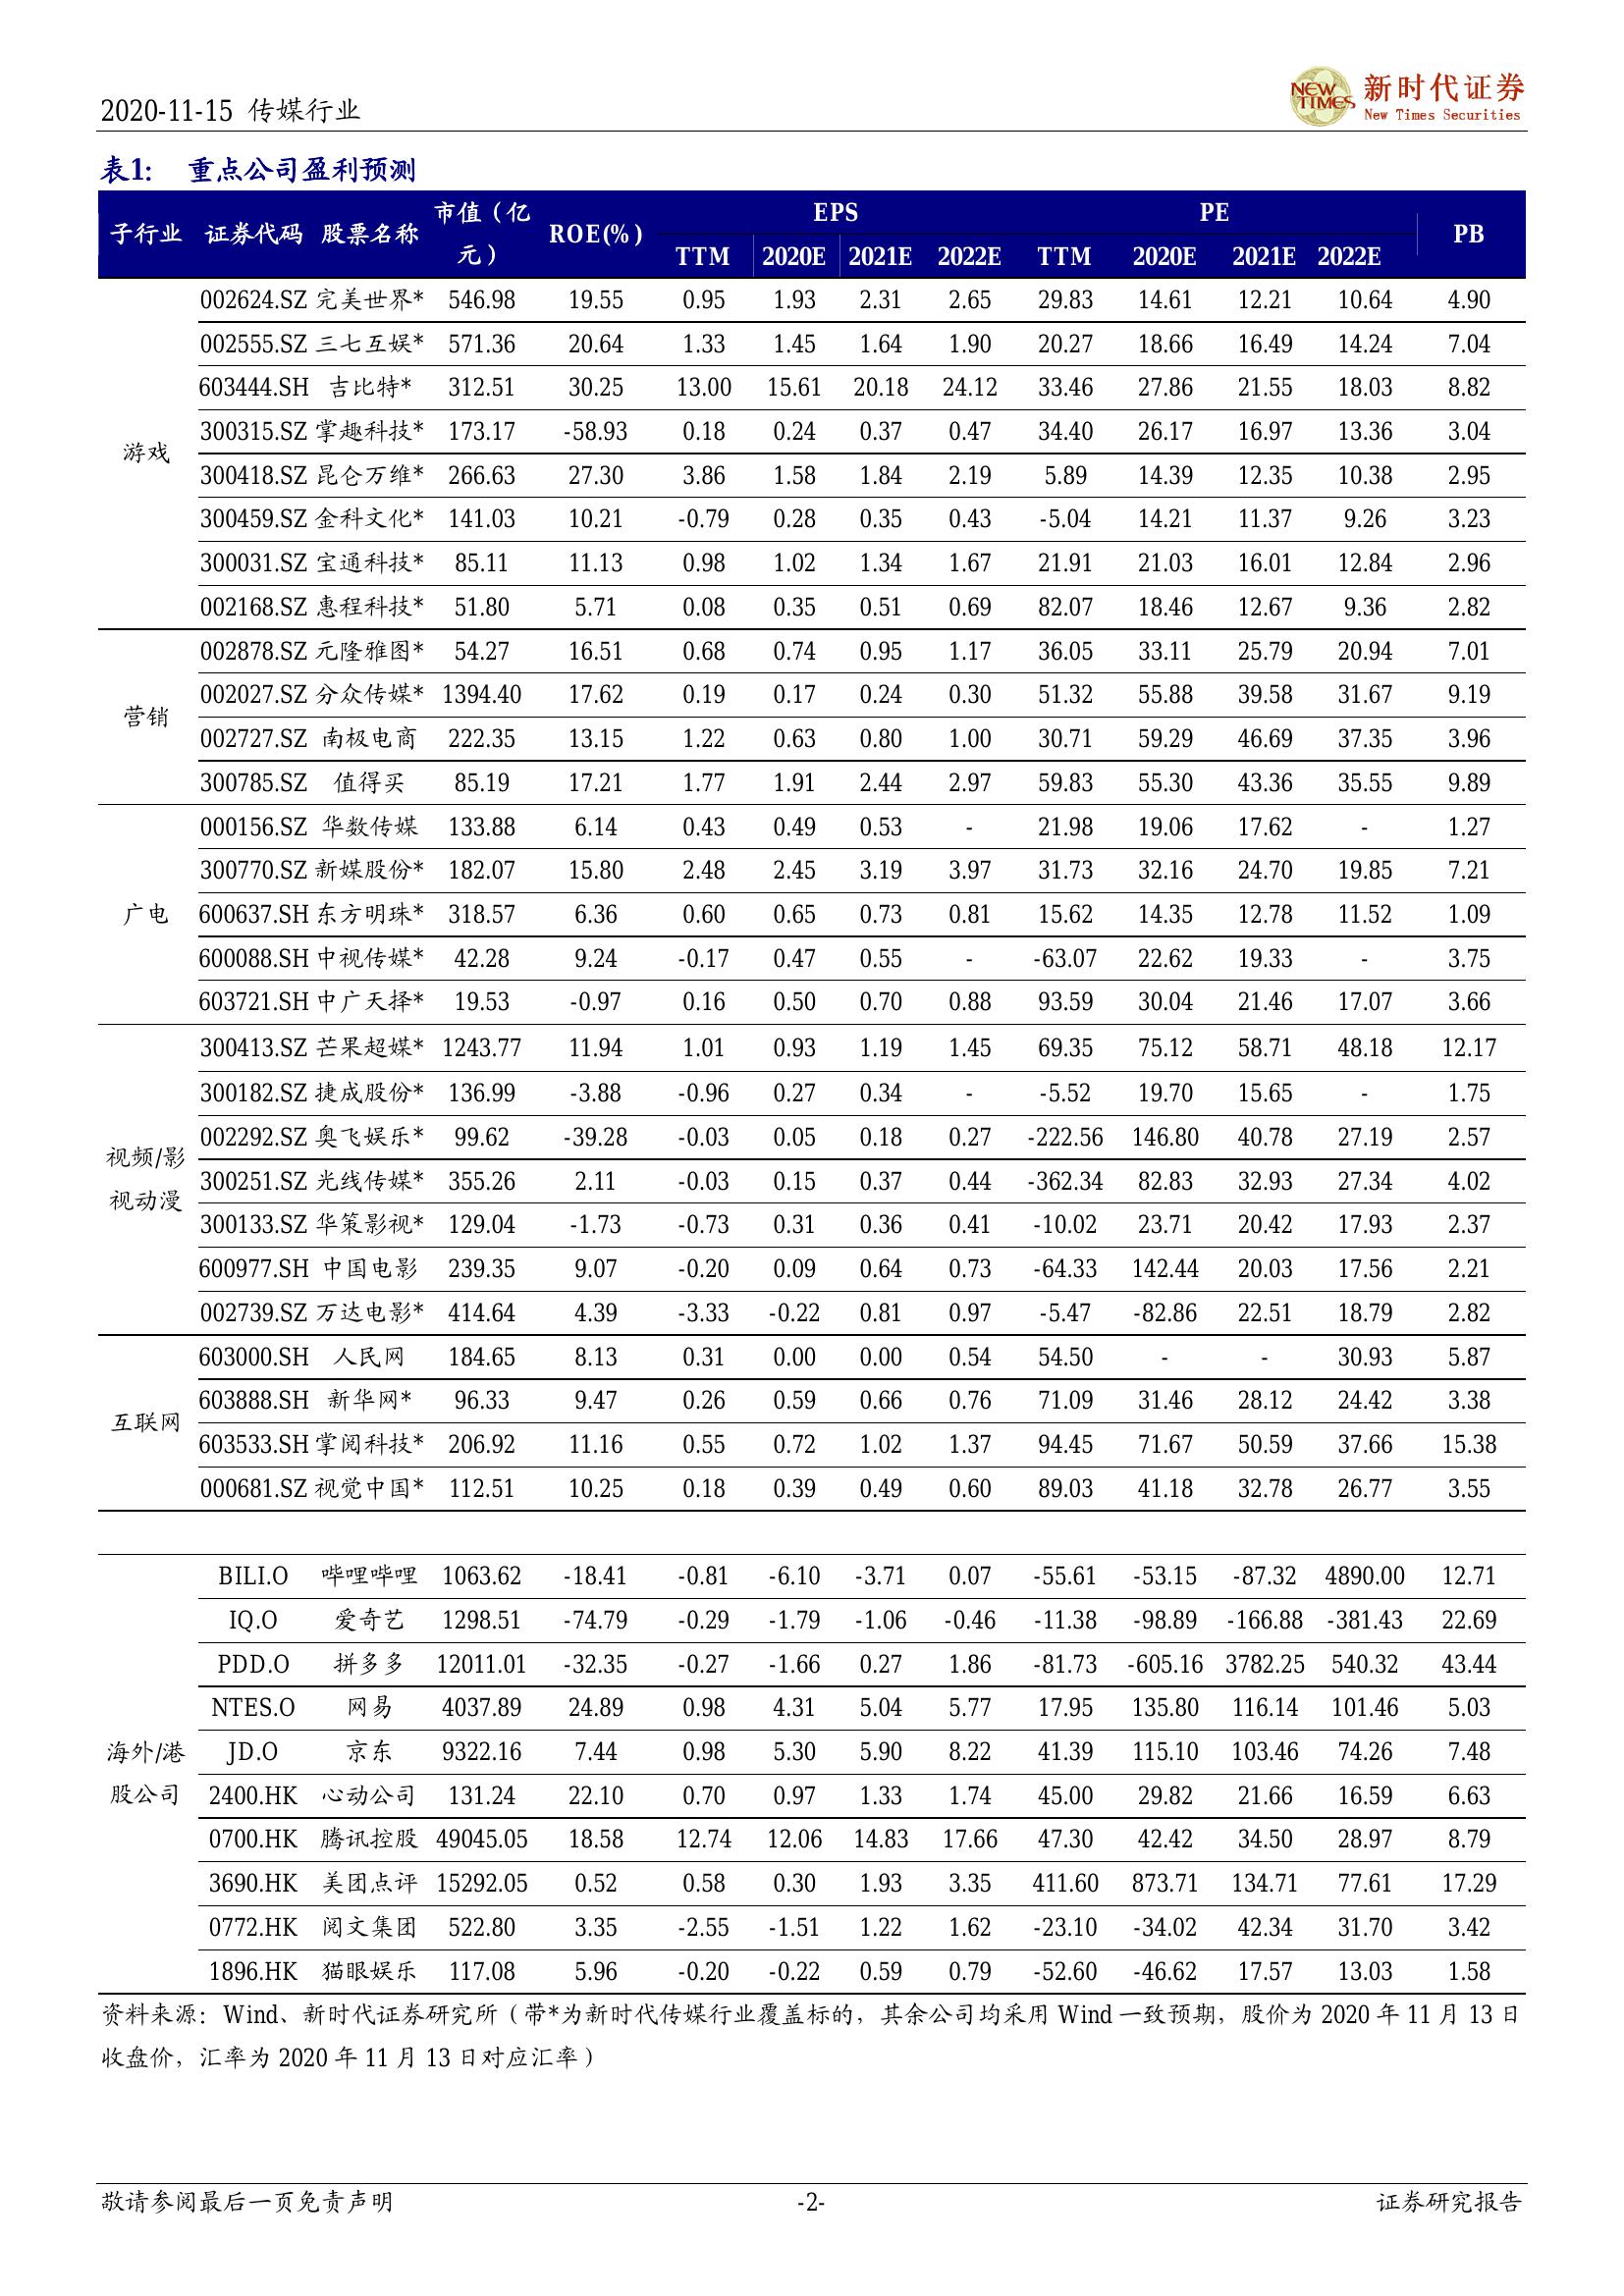 2020-11-15 传媒行业
NEW TIMES 新时代证券
New Times Securities
表1: 重点公司盈利预测
子行业 证券代码 股票名称 市值（亿元） ROE(%) EPS PE PB
TTM 2020E 2021E 2022E TTM 2020E 2021E 2022E
游戏
002624.SZ 完美世界* 546.98 19.55 0.95 1.93 2.31 2.65 29.83 14.61 12.21 10.64 4.90
002555.SZ 三七互娱* 571.36 20.64 1.33 1.45 1.64 1.90 20.27 18.66 16.49 14.24 7.04
603444.SH 吉比特* 312.51 30.25 13.00 15.61 20.18 24.12 33.46 27.86 21.55 18.03 8.82
300315.SZ 掌趣科技* 173.17 -58.93 0.18 0.24 0.37 0.47 34.40 26.17 16.97 13.36 3.04
300418.SZ 昆仑万维* 266.63 27.30 3.86 1.58 1.84 2.19 5.89 14.39 12.35 10.38 2.95
300459.SZ 金科文化* 141.03 10.21 -0.79 0.28 0.35 0.43 -5.04 14.21 11.37 9.26 3.23
300031.SZ 宝通科技* 85.11 11.13 0.98 1.02 1.34 1.67 21.91 21.03 16.01 12.84 2.96
002168.SZ 惠程科技* 51.80 5.71 0.08 0.35 0.51 0.69 82.07 18.46 12.67 9.36 2.82
营销
002878.SZ 元隆雅图* 54.27 16.51 0.68 0.74 0.95 1.17 36.05 33.11 25.79 20.94 7.01
002027.SZ 分众传媒* 1394.40 17.62 0.19 0.17 0.24 0.30 51.32 55.88 39.58 31.67 9.19
002727.SZ 南极电商 222.35 13.15 1.22 0.63 0.80 1.00 30.71 59.29 46.69 37.35 3.96
300785.SZ 值得买 85.19 17.21 1.77 1.91 2.44 2.97 59.83 55.30 43.36 35.55 9.89
广电
000156.SZ 华数传媒 133.88 6.14 0.43 0.49 0.53 - 21.98 19.06 17.62 - 1.27
300770.SZ 新媒股份* 182.07 15.80 2.48 2.45 3.19 3.97 31.73 32.16 24.70 19.85 7.21
600637.SH 东方明珠* 318.57 6.36 0.60 0.65 0.73 0.81 15.62 14.35 12.78 11.52 1.09
600088.SH 中视传媒* 42.28 9.24 -0.17 0.47 0.55 - -63.07 22.62 19.33 - 3.75
603721.SH 中广天择* 19.53 -0.97 0.16 0.50 0.70 0.88 93.59 30.04 21.46 17.07 3.66
视频/影视动漫
300413.SZ 芒果超媒* 1243.77 11.94 1.01 0.93 1.19 1.45 69.35 75.12 58.71 48.18 12.17
300182.SZ 捷成股份* 136.99 -3.88 -0.96 0.27 0.34 - -5.52 19.70 15.65 - 1.75
002292.SZ 奥飞娱乐* 99.62 -39.28 -0.03 0.05 0.18 0.27 -222.56 146.80 40.78 27.19 2.57
300251.SZ 光线传媒* 355.26 2.11 -0.03 0.15 0.37 0.44 -362.34 82.83 32.93 27.34 4.02
300133.SZ 华策影视* 129.04 -1.73 -0.73 0.31 0.36 0.41 -10.02 23.71 20.42 17.93 2.37
600977.SH 中国电影 239.35 9.07 -0.20 0.09 0.64 0.73 -64.33 142.44 20.03 17.56 2.21
002739.SZ 万达电影* 414.64 4.39 -3.33 -0.22 0.81 0.97 -5.47 -82.86 22.51 18.79 2.82
互联网
603000.SH 人民网 184.65 8.13 0.31 0.00 0.00 0.54 54.50 - - 30.93 5.87
603888.SH 新华网* 96.33 9.47 0.26 0.59 0.66 0.76 71.09 31.46 28.12 24.42 3.38
603533.SH 掌阅科技* 206.92 11.16 0.55 0.72 1.02 1.37 94.45 71.67 50.59 37.66 15.38
000681.SZ 视觉中国* 112.51 10.25 0.18 0.39 0.49 0.60 89.03 41.18 32.78 26.77 3.55
海外/港股公司
BILI.O 哔哩哔哩 1063.62 -18.41 -0.81 -6.10 -3.71 0.07 -55.61 -53.15 -87.32 4890.00 12.71
IQ.O 爱奇艺 1298.51 -74.79 -0.29 -1.79 -1.06 -0.46 -11.38 -98.89 -166.88 -381.43 22.69
PDD.O 拼多多 12011.01 -32.35 -0.27 -1.66 0.27 1.86 -81.73 -605.16 3782.25 540.32 43.44
NTES.O 网易 4037.89 24.89 0.98 4.31 5.04 5.77 17.95 135.80 116.14 101.46 5.03
JD.O 京东 9322.16 7.44 0.98 5.30 5.90 8.22 41.39 115.10 103.46 74.26 7.48
2400.HK 心动公司 131.24 22.10 0.70 0.97 1.33 1.74 45.00 29.82 21.66 16.59 6.63
0700.HK 腾讯控股 49045.05 18.58 12.74 12.06 14.83 17.66 47.30 42.42 34.50 28.97 8.79
3690.HK 美团点评 15292.05 0.52 0.58 0.30 1.93 3.35 411.60 873.71 134.71 77.61 17.29
0772.HK 阅文集团 522.80 3.35 -2.55 -1.51 1.22 1.62 -23.10 -34.02 42.34 31.70 3.42
1896.HK 猫眼娱乐 117.08 5.96 -0.20 -0.22 0.59 0.79 -52.60 -46.62 17.57 13.03 1.58
资料来源：Wind、新时代证券研究所（带*为新时代传媒行业覆盖标的，其余公司均采用 Wind 一致预期，股价为 2020 年 11 月 13 日
收盘价，汇率为 2020 年 11 月 13 日对应汇率）
敬请参阅最后一页免责声明 -2- 证券研究报告